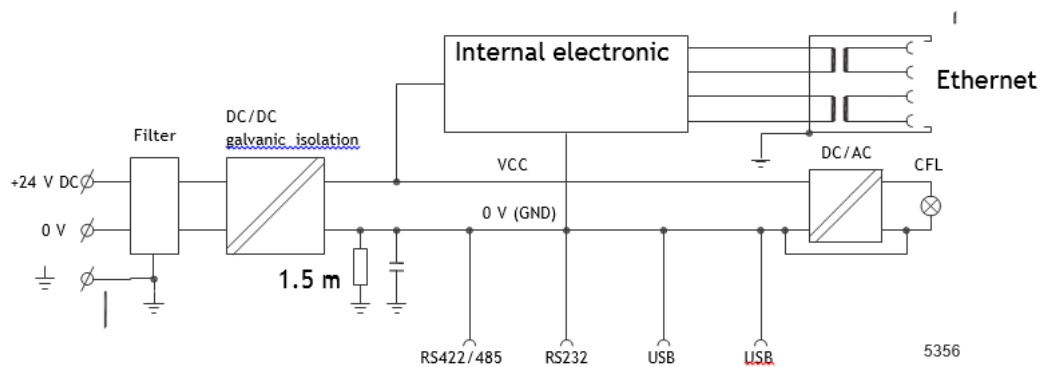 Internal electronic
Ethernet
DC/DC
galvanic isolation
Filter
VCC
DC/AC
CFL
+24 V DC
0 V (GND)
0 V
1.5 m
RS422/485
RS232
USB
USB
5356